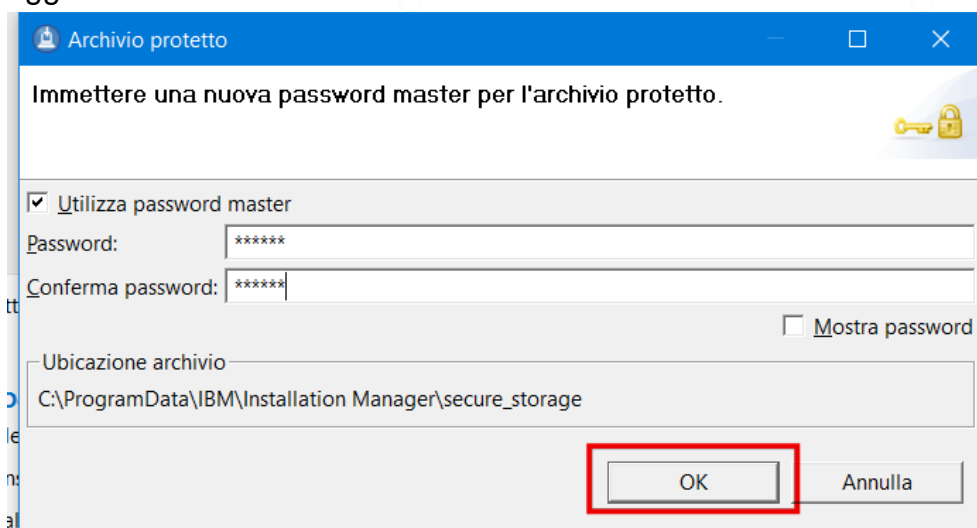 Archivio protetto
Immettere una nuova password master per l'archivio protetto.
Utilizza password master
Password: ******
Conferma password: ******
Mostra password
Ubicazione archivio
C:\ProgramData\IBM\Installation Manager\secure_storage
OK Annulla